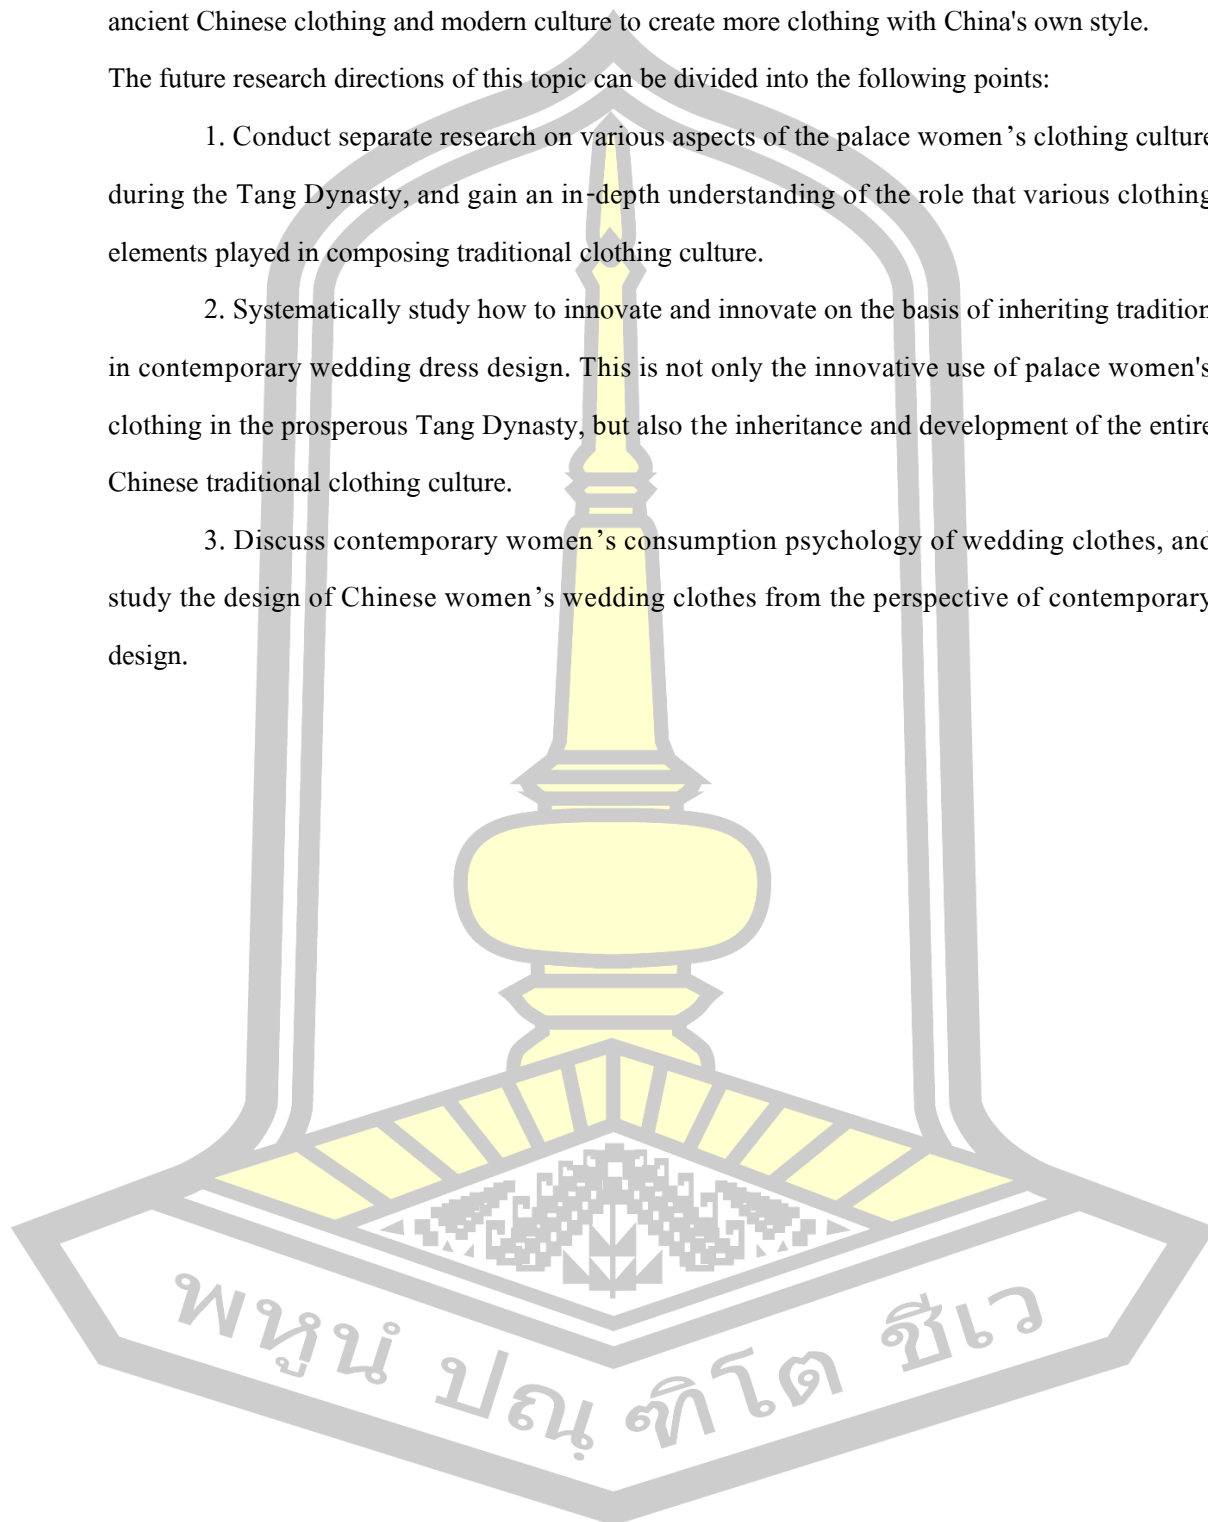 ancient Chinese clothing and modern culture to create more clothing with China's own style.
The future research directions of this topic can be divided into the following points:
1. Conduct separate research on various aspects of the palace women’s clothing culture
during the Tang Dynasty, and gain an in-depth understanding of the role that various clothing
elements played in composing traditional clothing culture.
2. Systematically study how to innovate and innovate on the basis of inheriting tradition
in contemporary wedding dress design. This is not only the innovative use of palace women's
clothing in the prosperous Tang Dynasty, but also the inheritance and development of the entire
Chinese traditional clothing culture.
3. Discuss contemporary women’s consumption psychology of wedding clothes, and
study the design of Chinese women’s wedding clothes from the perspective of contemporary
design.
พหูนํ ปณฺฑิโต ชีเว